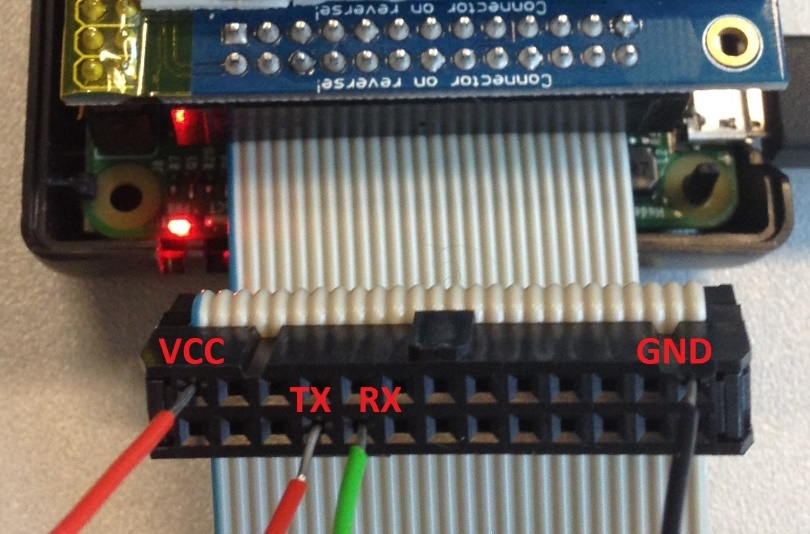 Connector on reverse!
Connector on reverse!
VCC
GND
TX
RX